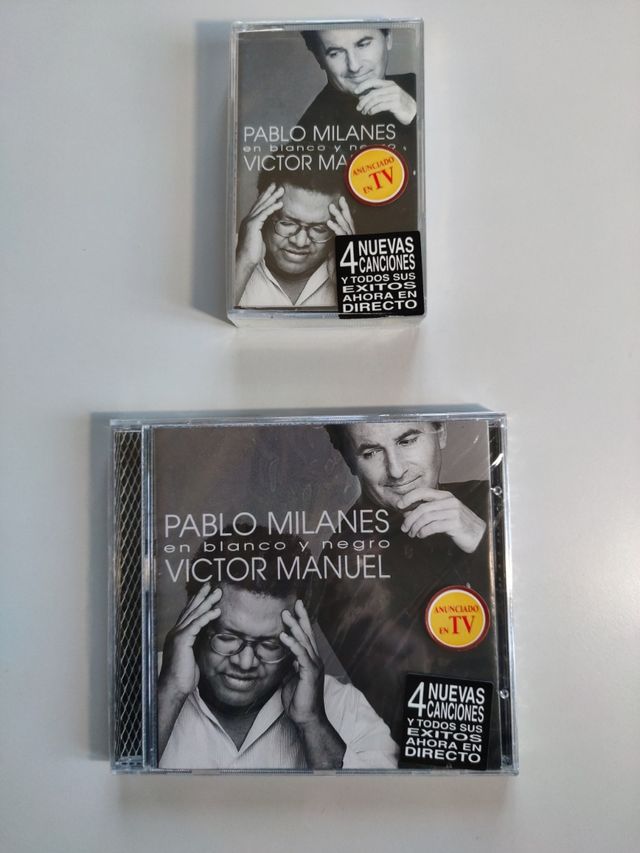 PABLO MILANES
en blanco y negro
VICTOR MA
ANUNCIADO
EN TV
4 NUEVAS
CANCIONES
Y TODOS SUS
EXITOS
AHORA EN
DIRECTO
PABLO MILANES
en blanco y negro
VICTOR MANUEL
ANUNCIADO
EN TV
4 NUEVAS
CANCIONES
Y TODOS SUS
EXITOS
AHORA EN
DIRECTO